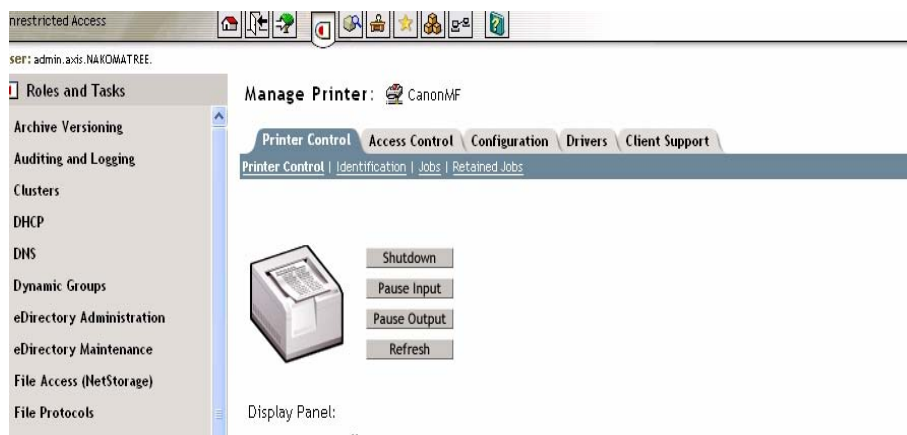 nrestricted Access
ser: admin.axis.NAKOMATREE.
Roles and Tasks
Archive Versioning
Auditing and Logging
Clusters
DHCP
DNS
Dynamic Groups
eDirectory Administration
eDirectory Maintenance
File Access (NetStorage)
File Protocols
Manage Printer: CanonMF
Printer Control Access Control Configuration Drivers Client Support
Printer Control | Identification | Jobs | Retained Jobs
Shutdown
Pause Input
Pause Output
Refresh
Display Panel: